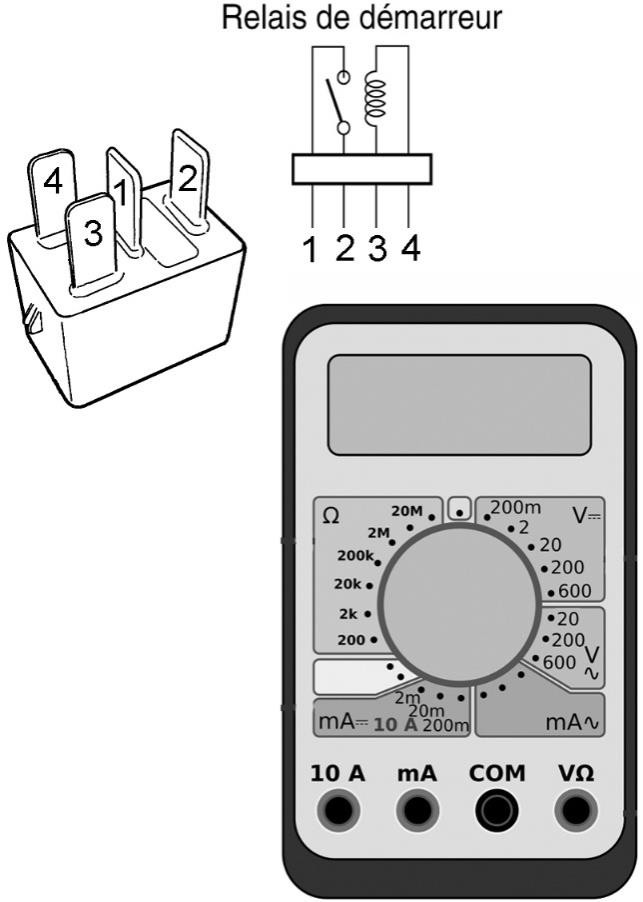 Relais de démarreur
1 2 3 4
4
1
2
3
Ω
20M
2M
200k
20k
2k
200
V⎓
200m
2
20
200
600
V∿
20
200
600
mA⎓ 10 A
2m
20m
200m
mA∿
10 A mA COM VΩ